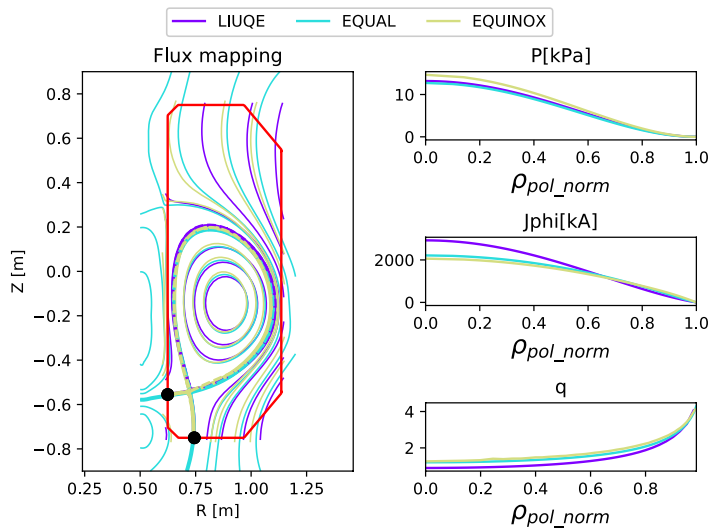 LIUQE EQUAL EQUINOX
Flux mapping
Z [m]
0.8
0.6
0.4
0.2
0.0
−0.2
−0.4
−0.6
−0.8
0.25 0.50 0.75 1.00 1.25
R [m]
P[kPa]
10
0
0.0 0.2 0.4 0.6 0.8 1.0
ρpol_norm
Jphi[kA]
2000
0
0.0 0.2 0.4 0.6 0.8 1.0
ρpol_norm
q
4
2
0.0 0.2 0.4 0.6 0.8
ρpol_norm